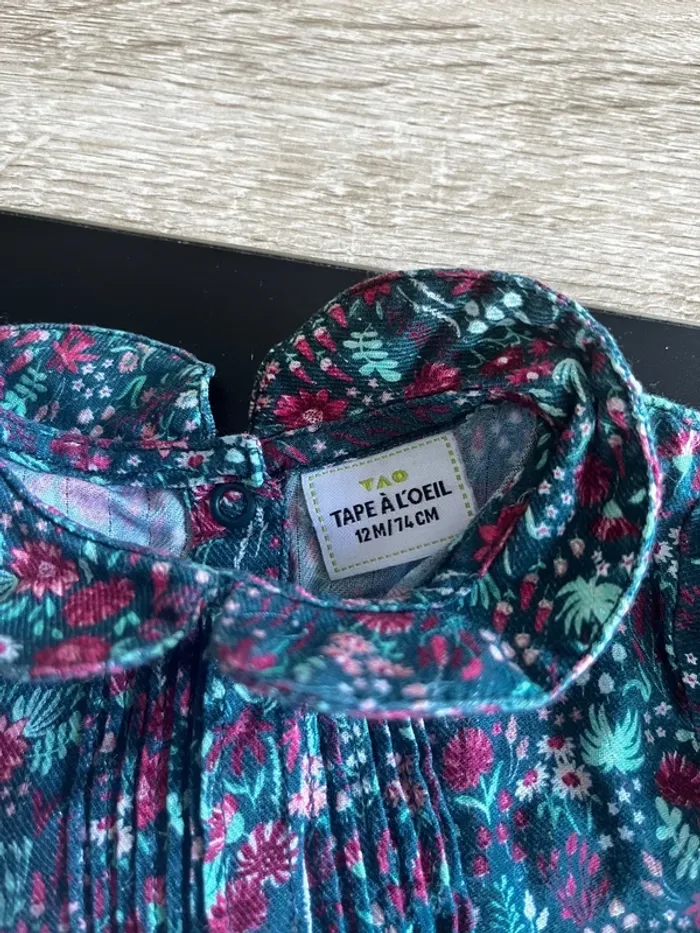 TAO
TAPE À L'OEIL
12M/74CM